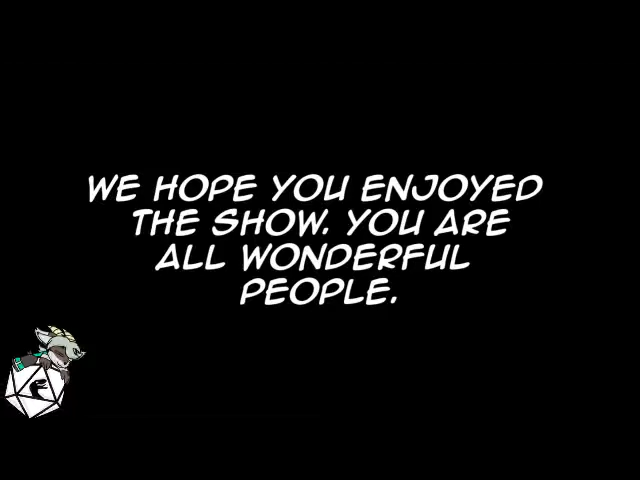 WE HOPE YOU ENJOYED
THE SHOW. YOU ARE
ALL WONDERFUL
PEOPLE.